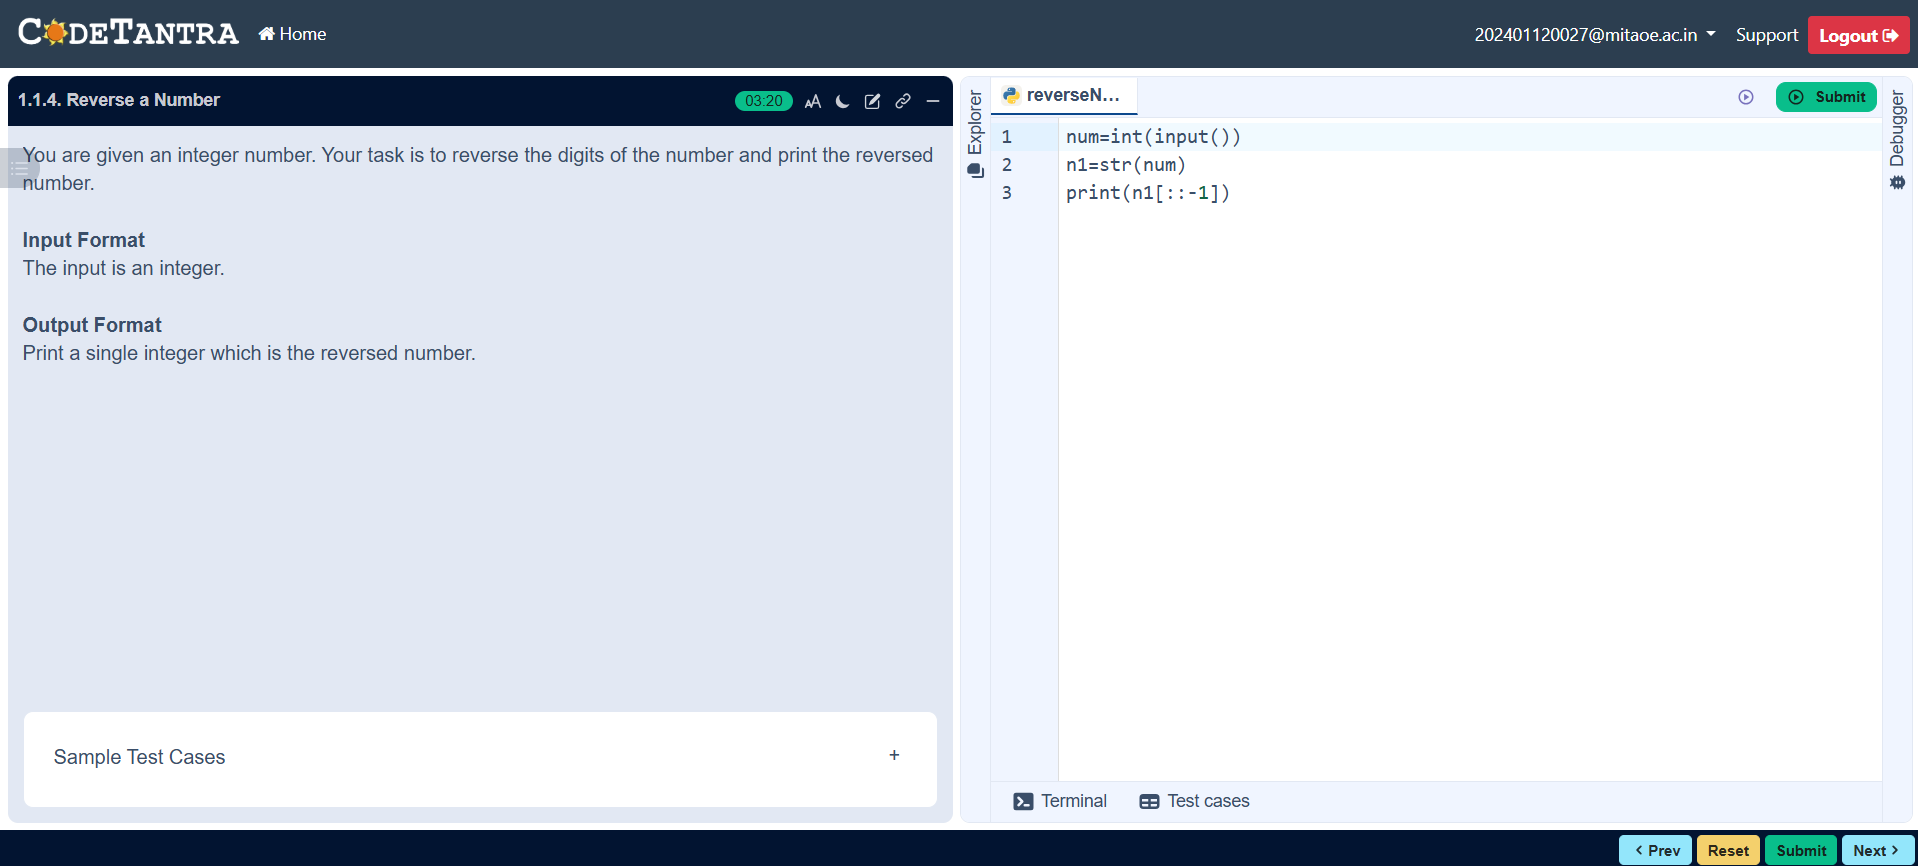 CODETANTRA Home 202401120027@mitaoe.ac.in Support Logout
1.1.4. Reverse a Number 03:20
You are given an integer number. Your task is to reverse the digits of the number and print the reversed
number.
Input Format
The input is an integer.
Output Format
Print a single integer which is the reversed number.
Sample Test Cases +
Explorer
reverseN... Submit
1 num=int(input())
2 n1=str(num)
3 print(n1[::-1])
Debugger
Terminal Test cases
< Prev Reset Submit Next >